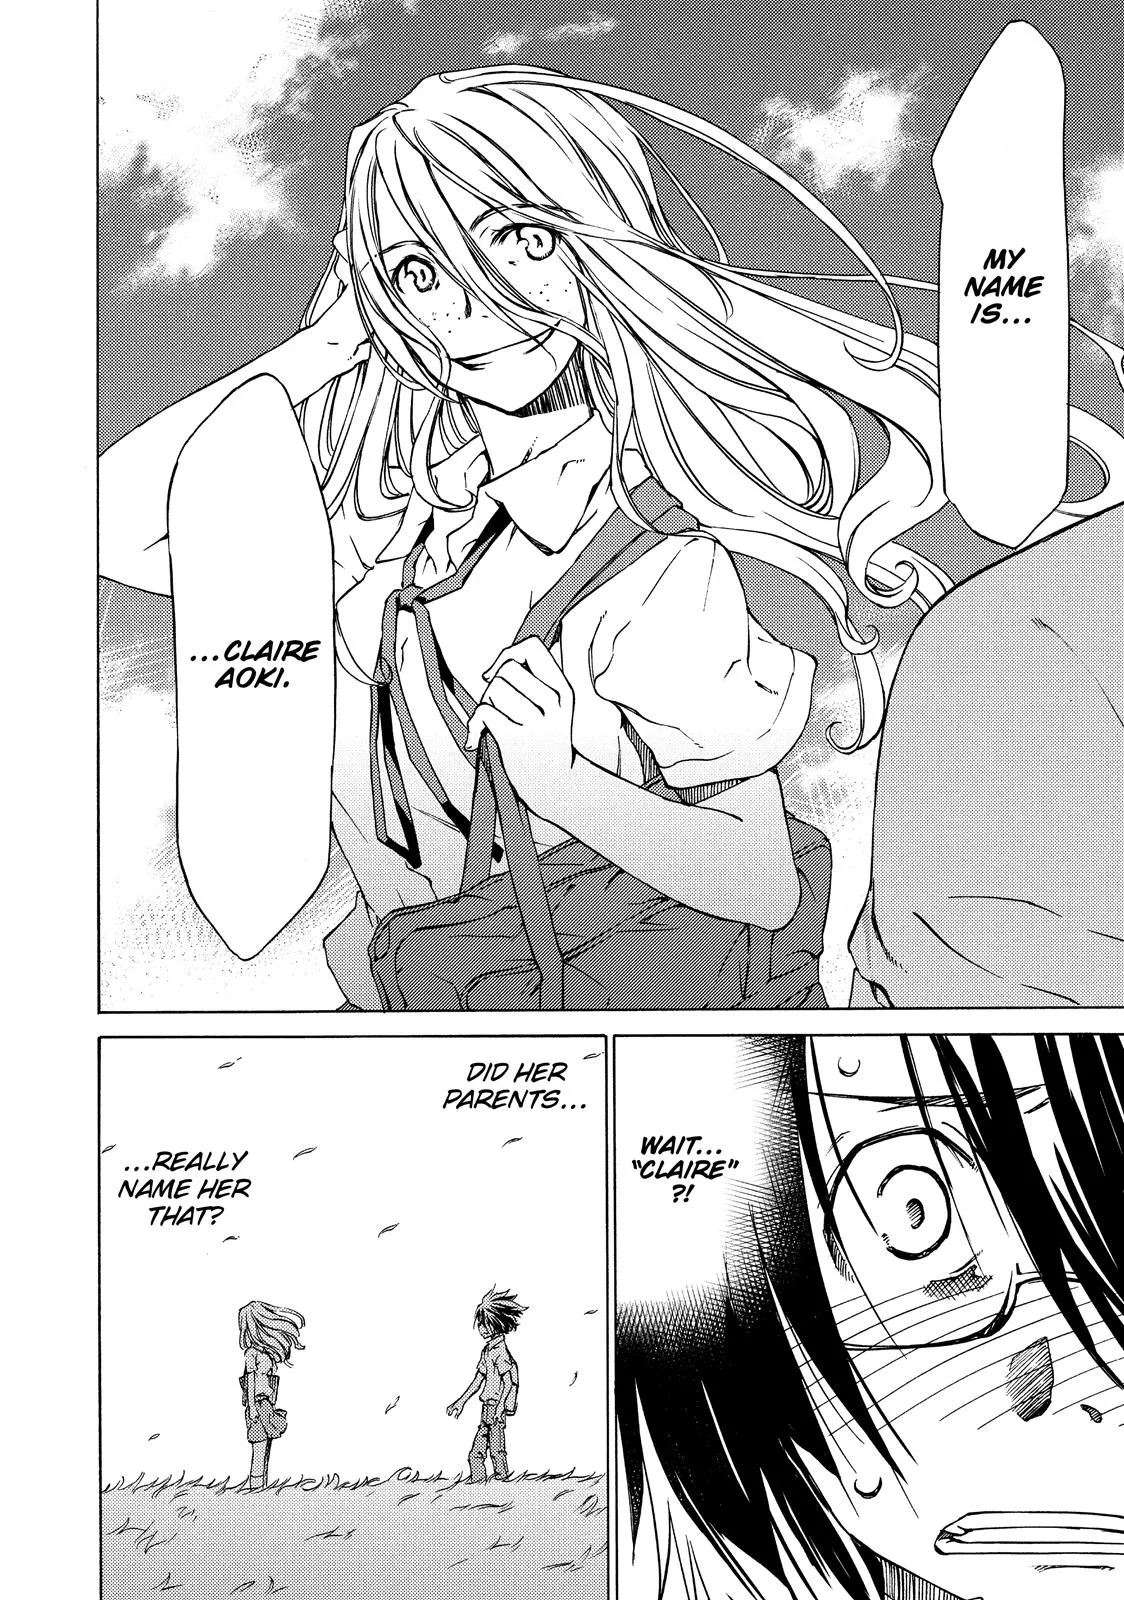 MY
NAME
IS...
...CLAIRE
AOKI.
WAIT...
"CLAIRE"
?!
DID HER
PARENTS...
...REALLY
NAME HER
THAT?